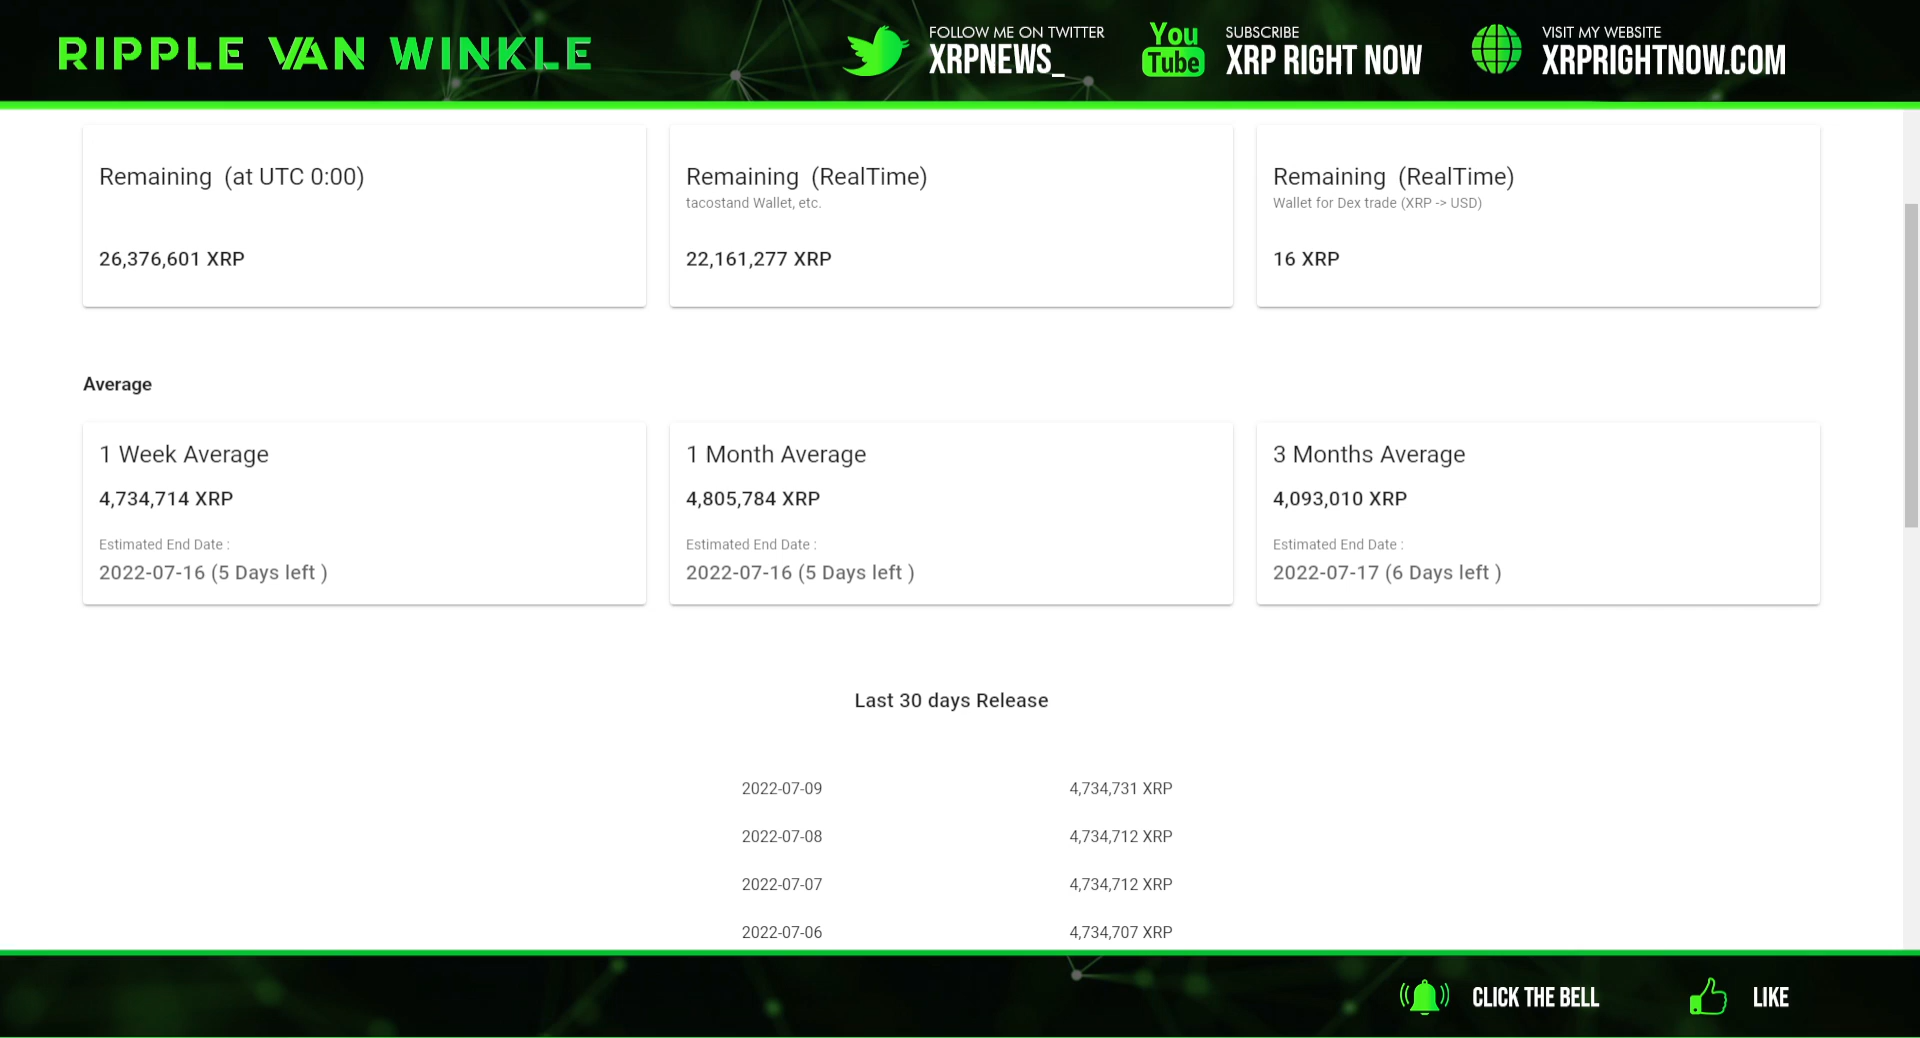 RIPPLE VAN WINKLE
FOLLOW ME ON TWITTER
XRPNEWS_
You
Tube
SUBSCRIBE
XRP RIGHT NOW
VISIT MY WEBSITE
XRPRIGHTNOW.COM
Remaining (at UTC 0:00)
26,376,601 XRP
Remaining (RealTime)
tacostand Wallet, etc.
22,161,277 XRP
Remaining (RealTime)
Wallet for Dex trade (XRP -> USD)
16 XRP
Average
1 Week Average
4,734,714 XRP
Estimated End Date :
2022-07-16 (5 Days left )
1 Month Average
4,805,784 XRP
Estimated End Date :
2022-07-16 (5 Days left )
3 Months Average
4,093,010 XRP
Estimated End Date :
2022-07-17 (6 Days left )
Last 30 days Release
2022-07-09 4,734,731 XRP
2022-07-08 4,734,712 XRP
2022-07-07 4,734,712 XRP
2022-07-06 4,734,707 XRP
CLICK THE BELL
LIKE